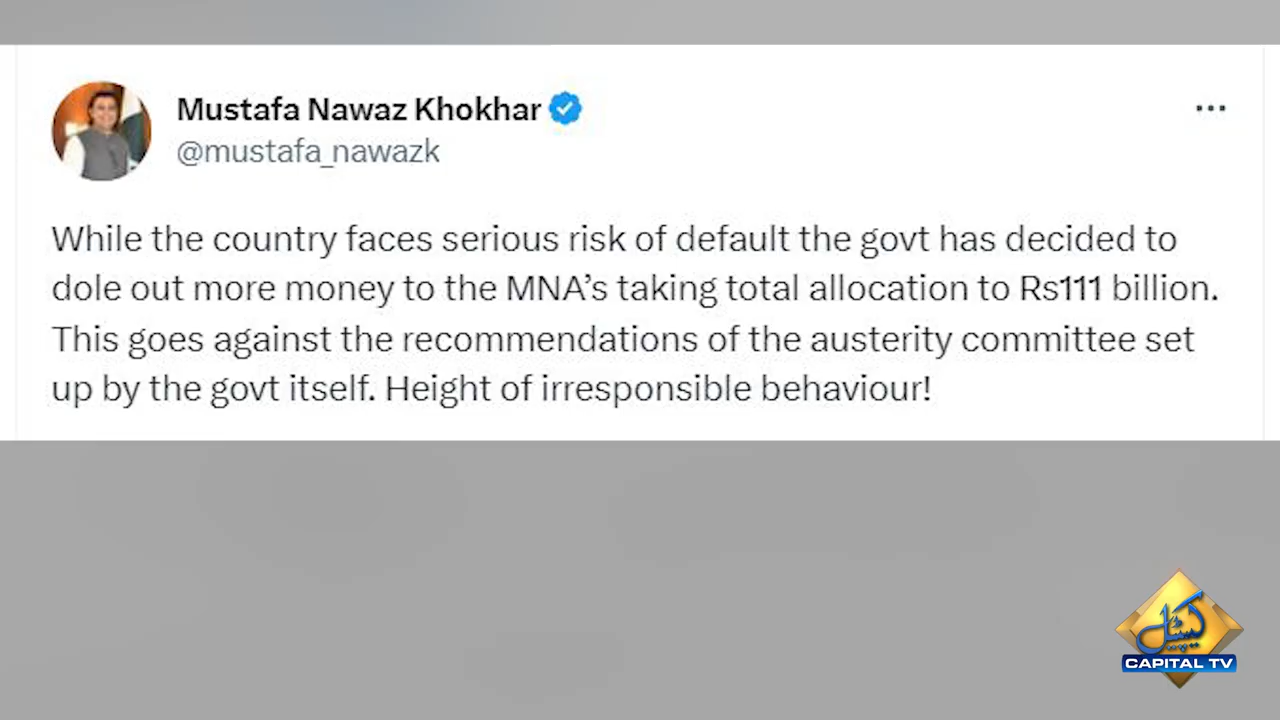 Mustafa Nawaz Khokhar
@mustafa_nawazk
While the country faces serious risk of default the govt has decided to
dole out more money to the MNA’s taking total allocation to Rs111 billion.
This goes against the recommendations of the austerity committee set
up by the govt itself. Height of irresponsible behaviour!
کیپیٹل
CAPITAL TV